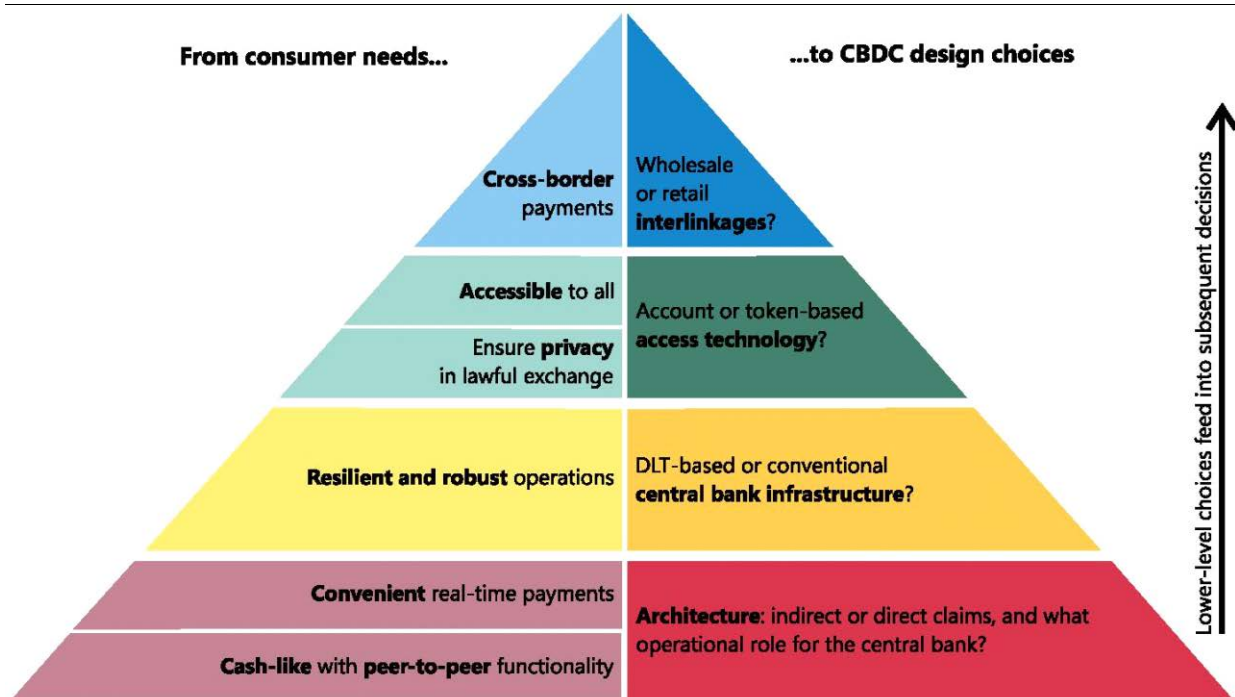 From consumer needs...
...to CBDC design choices
Cross-border
payments
Wholesale
or retail
interlinkages?
Accessible to all
Ensure privacy
in lawful exchange
Account or token-based
access technology?
Resilient and robust operations
DLT-based or conventional
central bank infrastructure?
Convenient real-time payments
Cash-like with peer-to-peer functionality
Architecture: indirect or direct claims, and what
operational role for the central bank?
Lower-level choices feed into subsequent decisions